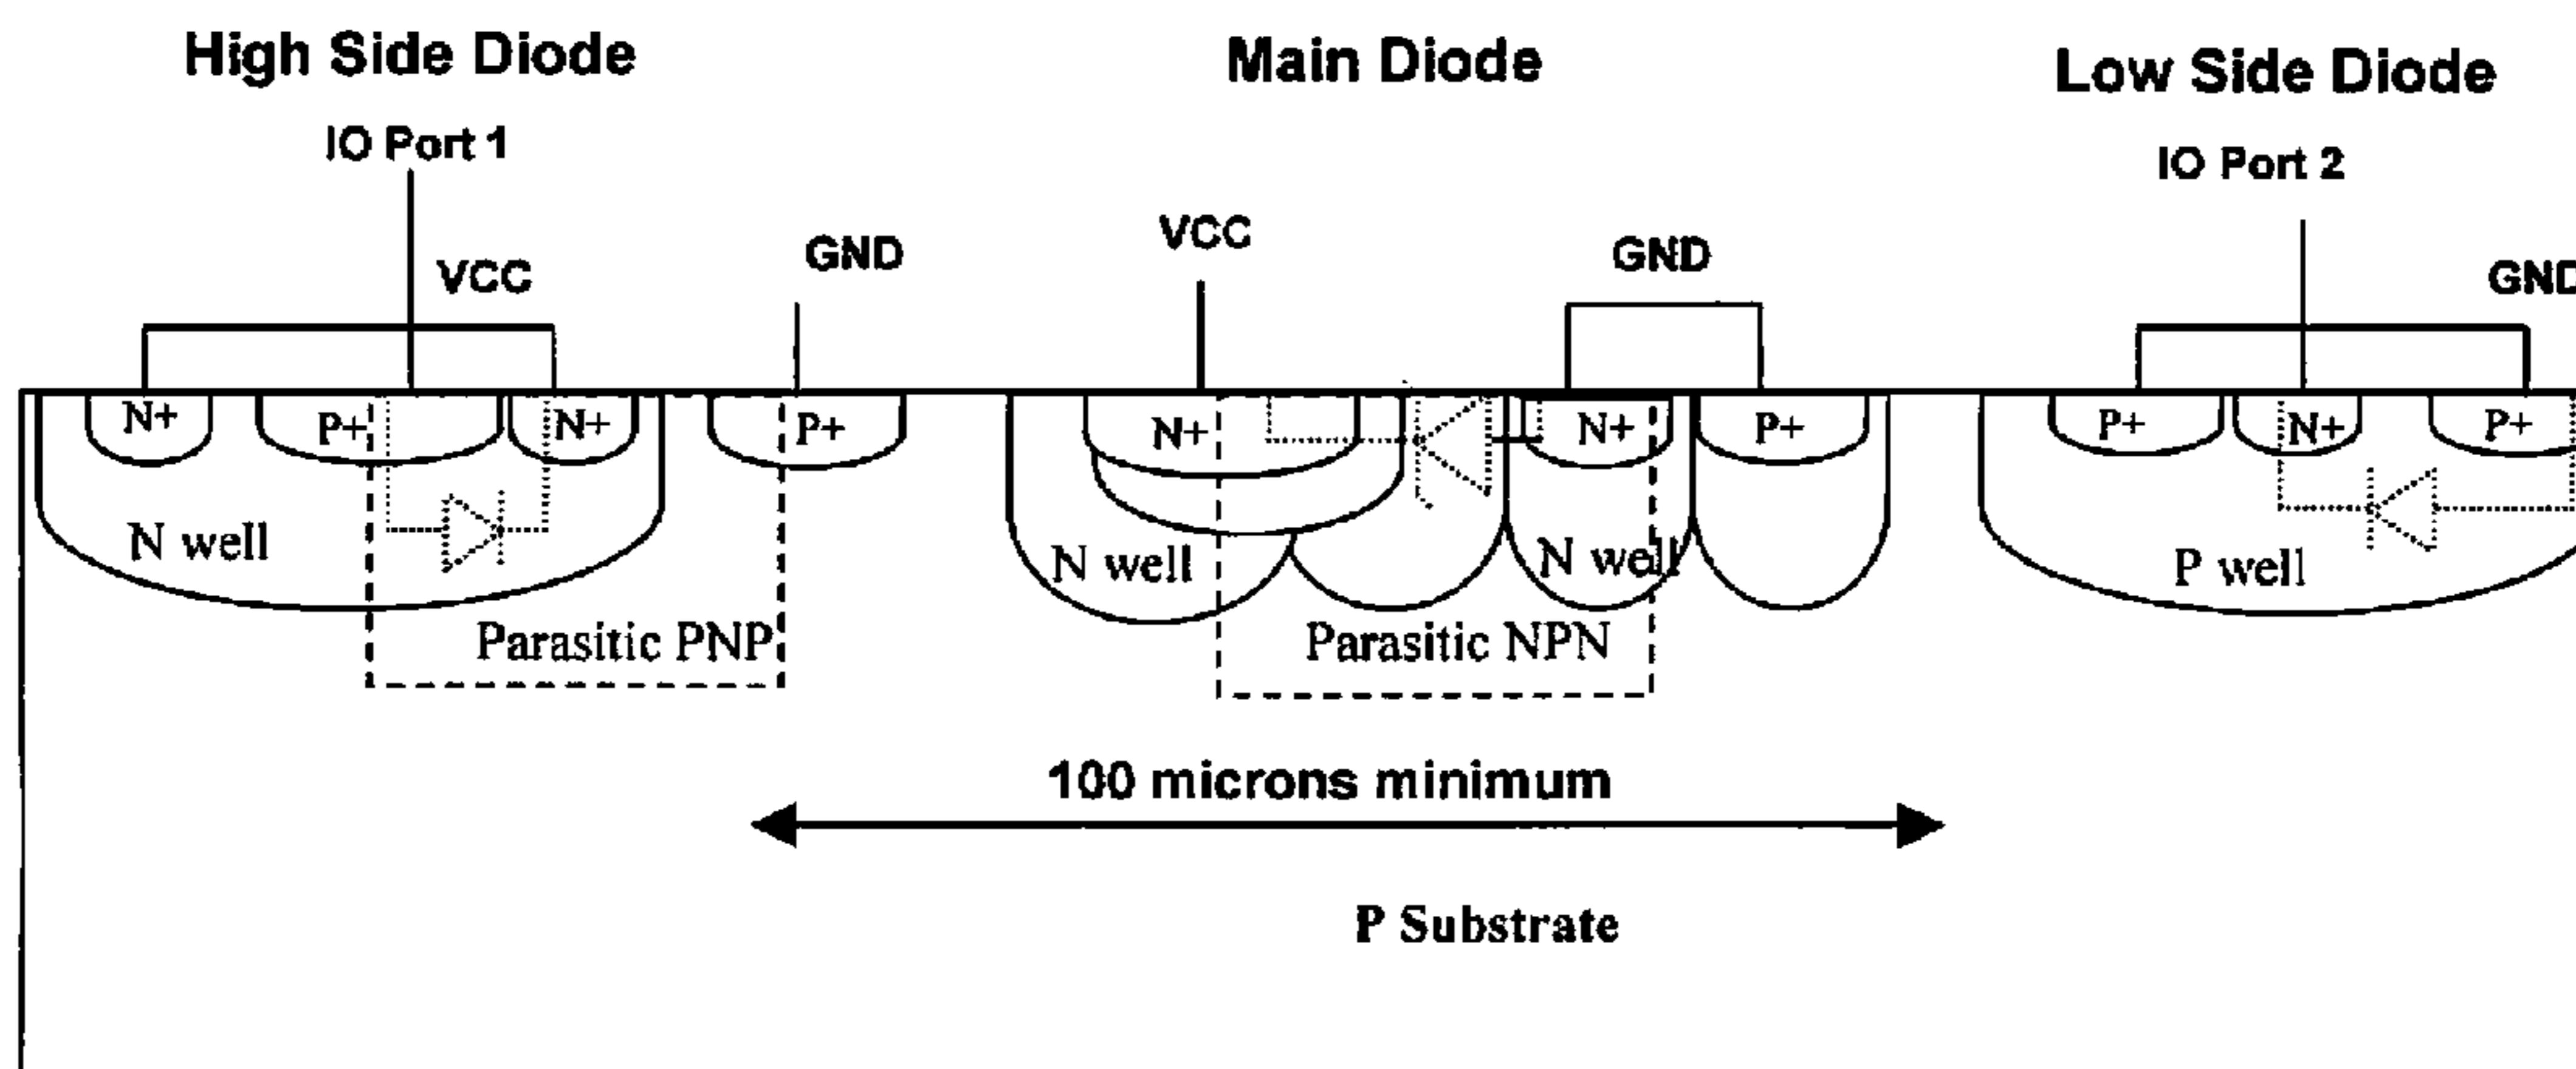 High Side Diode
Main Diode
Low Side Diode
IO Port 1
IO Port 2
VCC
GND
VCC
GND
GND
N+
P+
N+
P+
N+
N+
P+
P+
N+
P+
N well
N well
N well
P well
Parasitic PNP
Parasitic NPN
100 microns minimum
P Substrate